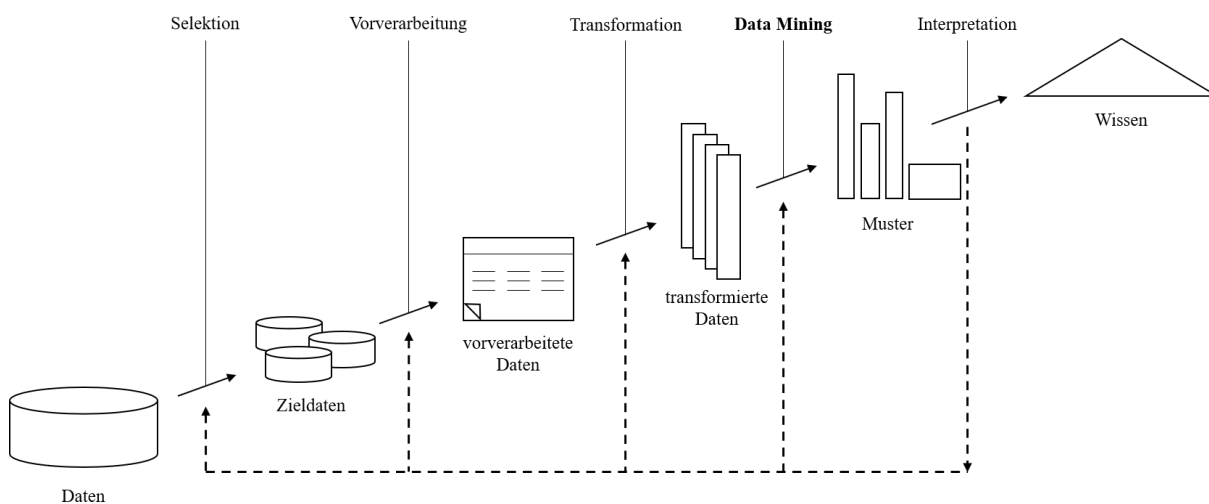 Selektion
Vorverarbeitung
Transformation
Data Mining
Interpretation
Wissen
Muster
transformierte
Daten
vorverarbeitete
Daten
Zieldaten
Daten